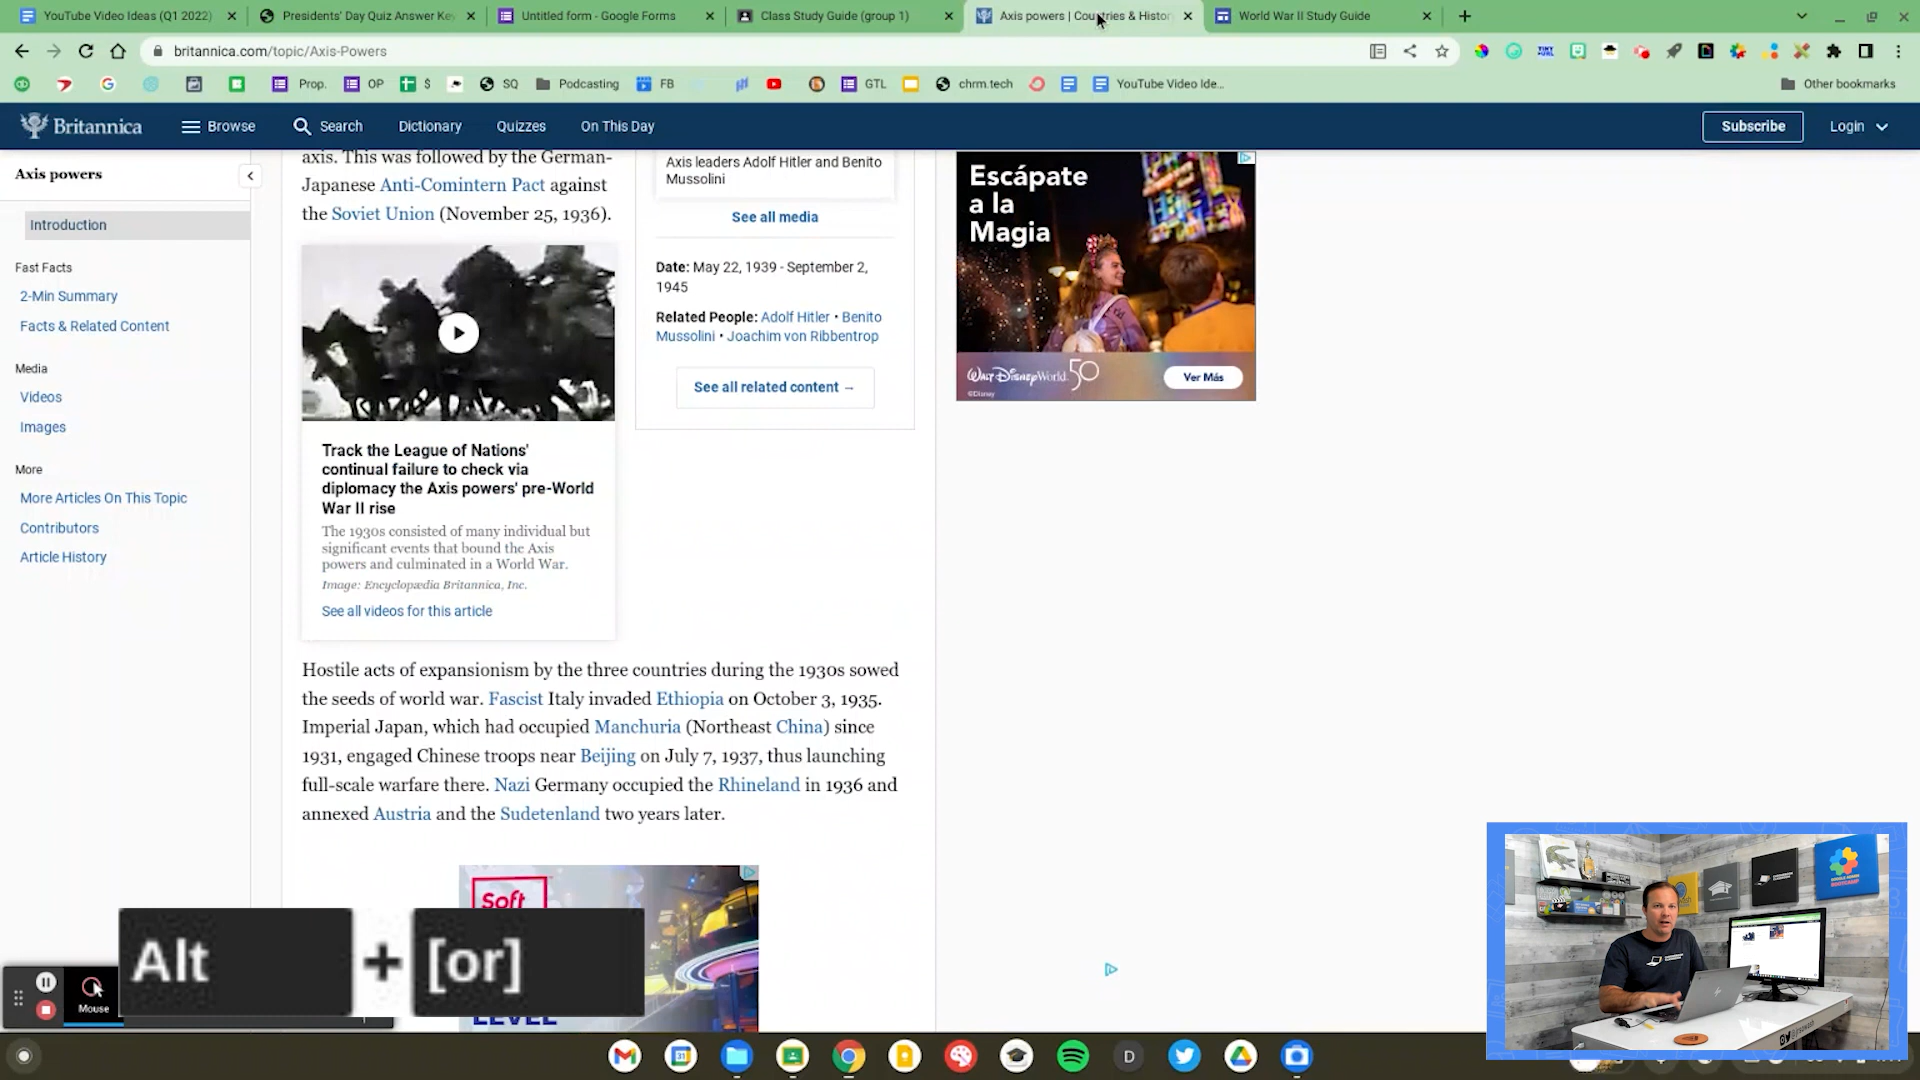 YouTube Video Ideas (Q1 2022)
Presidents' Day Quiz Answer Key
Untitled form - Google Forms
Class Study Guide (group 1)
Axis powers | Countries & Histor
World War II Study Guide
britannica.com/topic/Axis-Powers
Prop.
OP
$
SQ
Podcasting
FB
GTL
chrm.tech
YouTube Video Ide...
Other bookmarks
Britannica
Browse
Search
Dictionary
Quizzes
On This Day
Subscribe
Login
Axis powers
Introduction
Fast Facts
2-Min Summary
Facts & Related Content
Media
Videos
Images
More
More Articles On This Topic
Contributors
Article History
axis. This was followed by the German-
Japanese Anti-Comintern Pact against
the Soviet Union (November 25, 1936).
Track the League of Nations'
continual failure to check via
diplomacy the Axis powers' pre-World
War II rise
The 1930s consisted of many individual but
significant events that bound the Axis
powers and culminated in a World War.
Image: Encyclopædia Britannica, Inc.
See all videos for this article
Axis leaders Adolf Hitler and Benito
Mussolini
See all media
Date: May 22, 1939 - September 2,
1945
Related People: Adolf Hitler • Benito
Mussolini • Joachim von Ribbentrop
See all related content →
Escápate
a la
Magia
Walt Disney World 50
©Disney
Ver Más
Hostile acts of expansionism by the three countries during the 1930s sowed
the seeds of world war. Fascist Italy invaded Ethiopia on October 3, 1935.
Imperial Japan, which had occupied Manchuria (Northeast China) since
1931, engaged Chinese troops near Beijing on July 7, 1937, thus launching
full-scale warfare there. Nazi Germany occupied the Rhineland in 1936 and
annexed Austria and the Sudetenland two years later.
Soft
LEVEL
Alt + [or]
Mouse
31
D